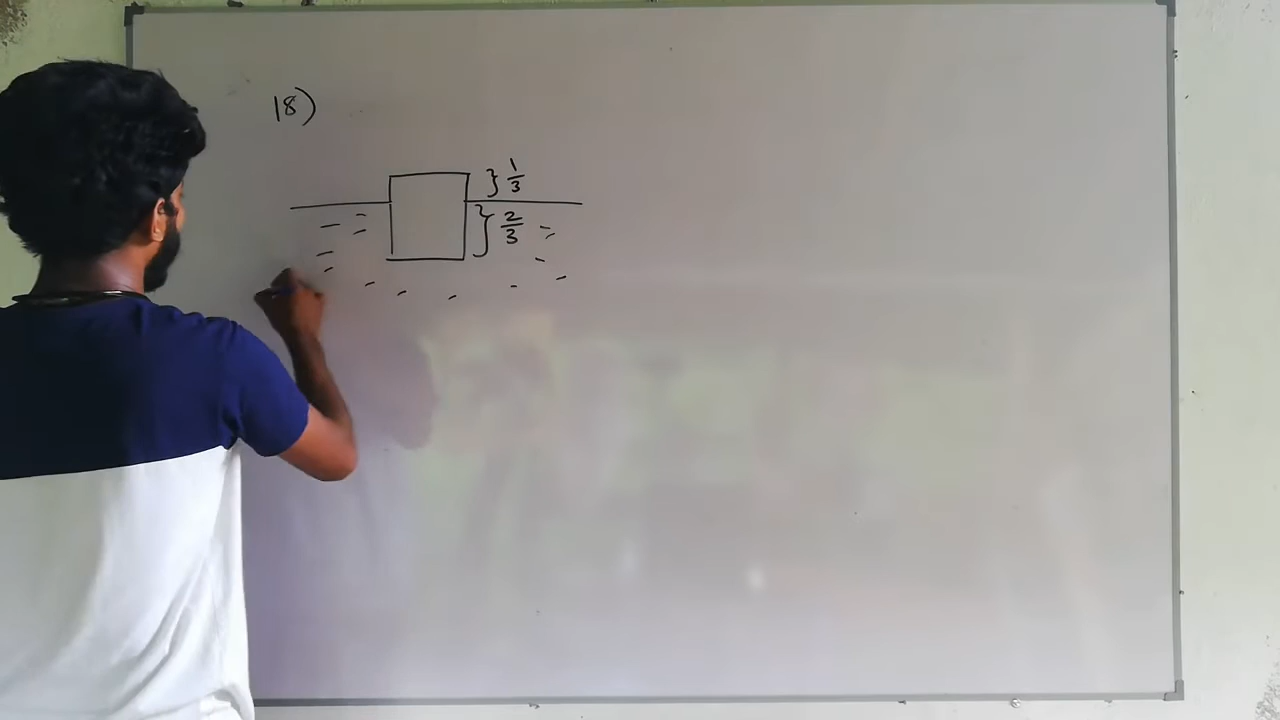 18)
} 1/3
} 2/3